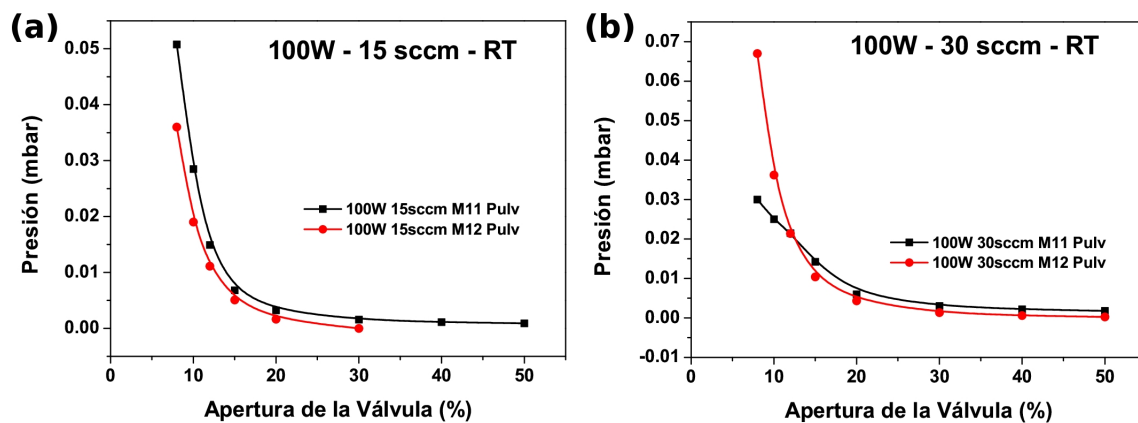 (a)
100W - 15 sccm - RT
0.05
0.04
0.03
0.02
0.01
0.00
Presión (mbar)
100W 15sccm M11 Pulv
100W 15sccm M12 Pulv
0 10 20 30 40 50
Apertura de la Válvula (%)
(b)
100W - 30 sccm - RT
0.07
0.06
0.05
0.04
0.03
0.02
0.01
0.00
-0.01
Presión (mbar)
100W 30sccm M11 Pulv
100W 30sccm M12 Pulv
0 10 20 30 40 50
Apertura de la Válvula (%)